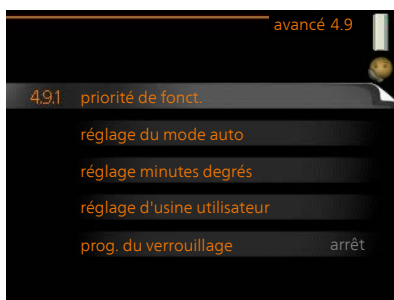 avancé 4.9
4.9.1 priorité de fonct.
réglage du mode auto
réglage minutes degrés
réglage d'usine utilisateur
prog. du verrouillage arrêt